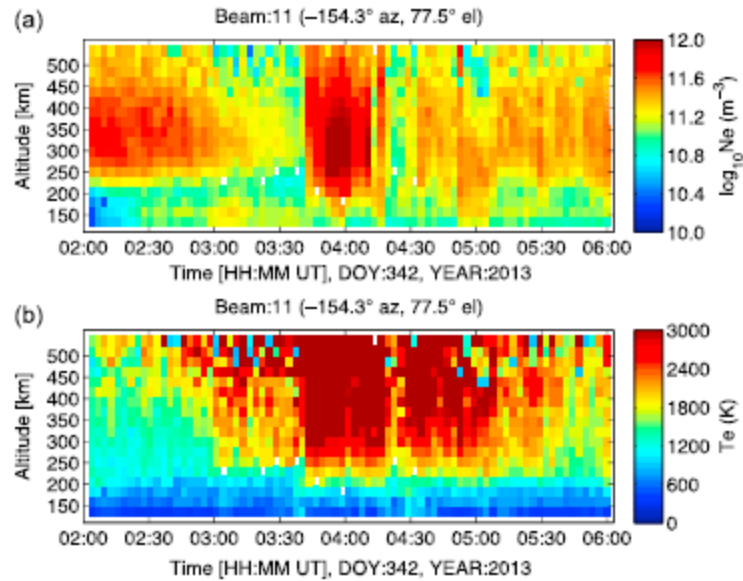 (a)
Beam:11 (−154.3° az, 77.5° el)
Altitude [km]
500
450
400
350
300
250
200
150
02:00 02:30 03:00 03:30 04:00 04:30 05:00 05:30 06:00
Time [HH:MM UT], DOY:342, YEAR:2013
12.0
11.6
11.2
10.8
10.4
10.0
log10Ne (m−3)
(b)
Beam:11 (−154.3° az, 77.5° el)
Altitude [km]
500
450
400
350
300
250
200
150
02:00 02:30 03:00 03:30 04:00 04:30 05:00 05:30 06:00
Time [HH:MM UT], DOY:342, YEAR:2013
3000
2400
1800
1200
600
0
Te (K)